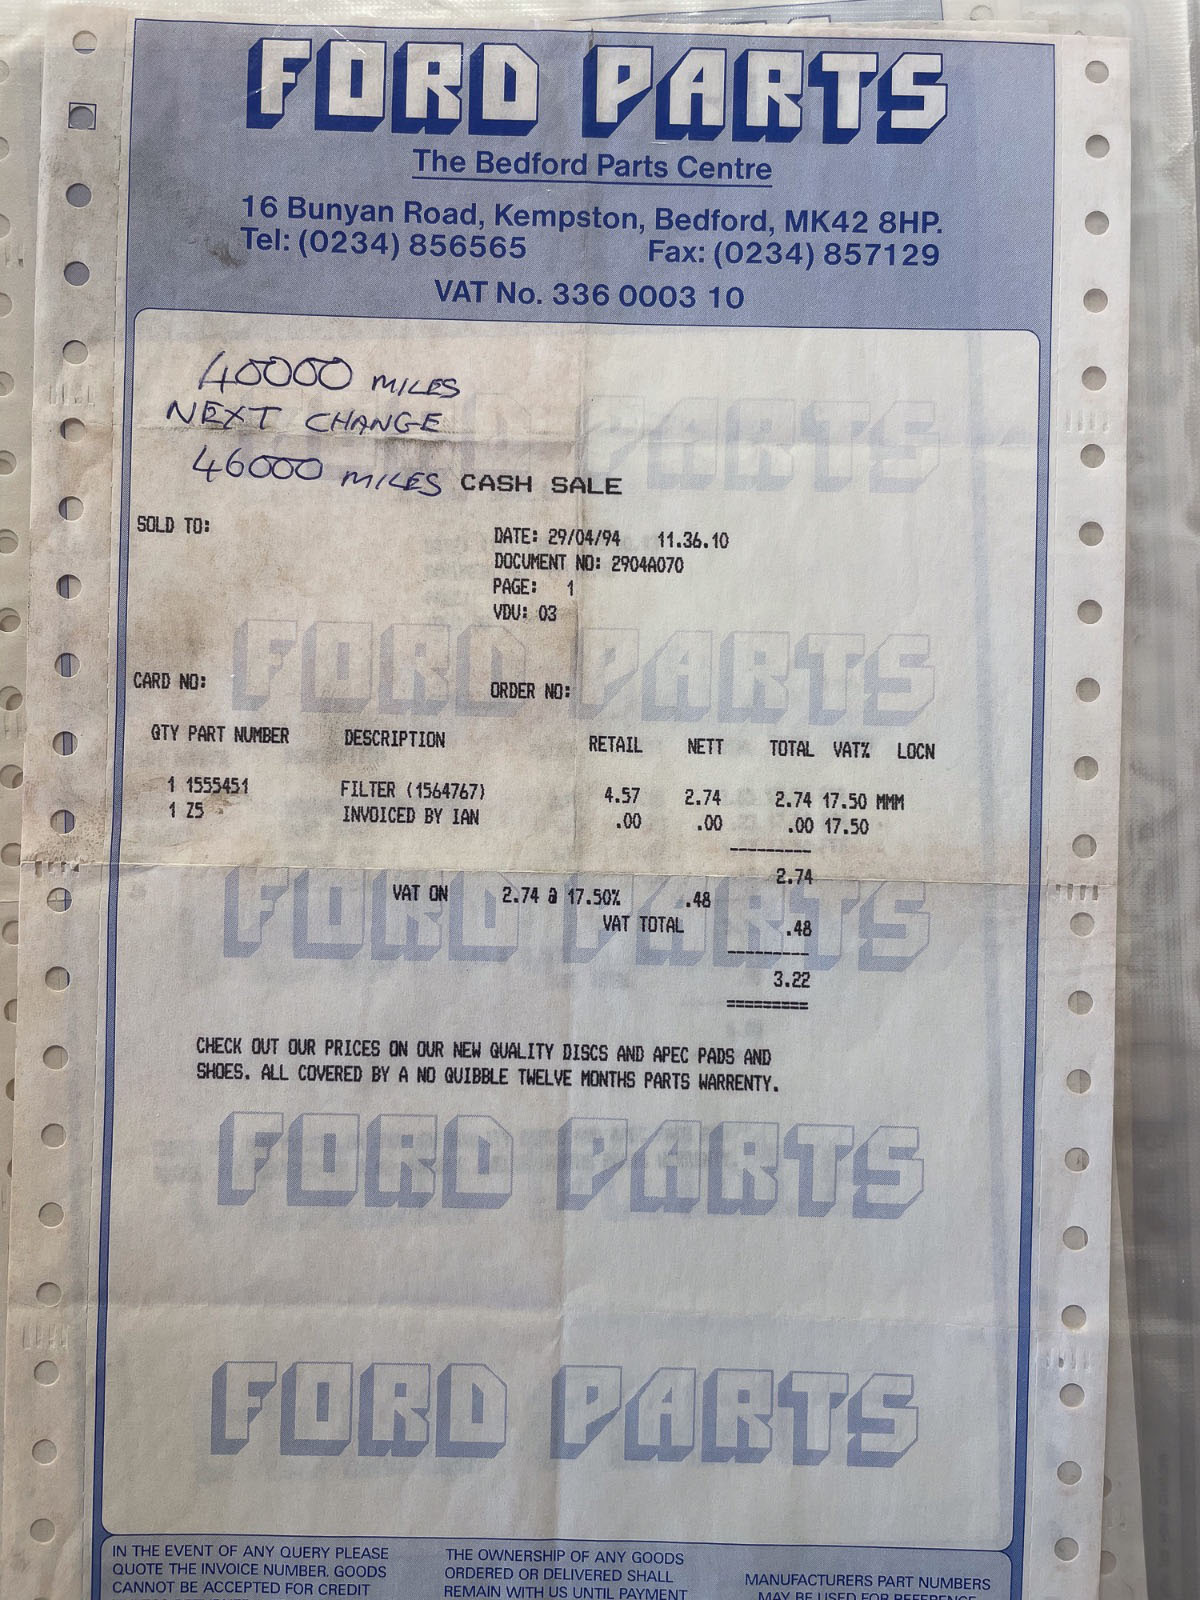 FORD PARTS
The Bedford Parts Centre
16 Bunyan Road, Kempston, Bedford, MK42 8HP.
Tel: (0234) 856565 Fax: (0234) 857129
VAT No. 336 0003 10
40000 MILES
NEXT CHANGE
46000 MILES CASH SALE
SOLD TO:
DATE: 29/04/94 11.36.10
DOCUMENT NO: 2904A070
PAGE: 1
VDU: 03
FORD PARTS
CARD NO: ORDER NO:
QTY PART NUMBER DESCRIPTION RETAIL NETT TOTAL VAT% LOCN
1 1555451 FILTER (1564767) 4.57 2.74 2.74 17.50 MMM
1 Z5 INVOICED BY IAN .00 .00 .00 17.50
2.74
VAT ON 2.74 @ 17.50% .48
VAT TOTAL .48
FORD PARTS
3.22
CHECK OUT OUR PRICES ON OUR NEW QUALITY DISCS AND APEC PADS AND
SHOES. ALL COVERED BY A NO QUIBBLE TWELVE MONTHS PARTS WARRENTY.
FORD PARTS
FORD PARTS
IN THE EVENT OF ANY QUERY PLEASE
QUOTE THE INVOICE NUMBER. GOODS
CANNOT BE ACCEPTED FOR CREDIT
THE OWNERSHIP OF ANY GOODS
ORDERED OR DELIVERED SHALL
REMAIN WITH US UNTIL PAYMENT
MANUFACTURERS PART NUMBERS
MAY BE USED FOR REFERENCE